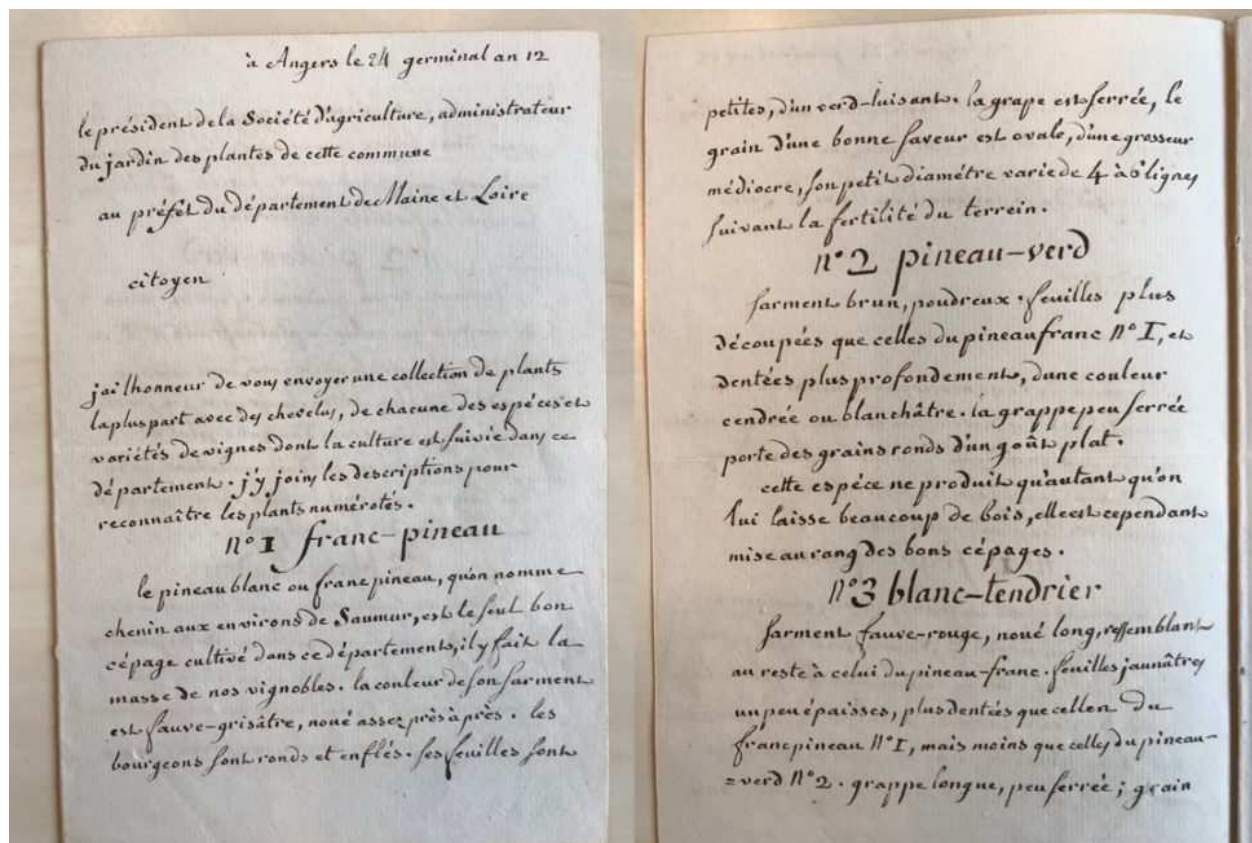 à Angers le 24 germinal an 12
le président de la Société d'agriculture, administrateur
du jardin des plantes de cette commune
au préfet du département de Maine et Loire
citoyen
j'ai lhonneur de vous envoyer une collection de plants
la plus part avec des chevelus, de chacune des espéces et
variétés de vignes dont la culture est suivie dans ce
département. j'y joins les descriptions pour
reconnaître les plants numérotés.
n° I franc-pineau
le pineau blanc ou franc pineau, qu'on nomme
chenin aux environs de Saumur, est le seul bon
cépage cultivé dans ce département, il y fait la
masse de nos vignobles. la couleur de son sarment
est fauve-grisâtre, noué assez près à près. les
bourgeons sont ronds et enflés. ses feuilles sont
petites, d'un verd-luisant. la grape est serrée, le
grain d'une bonne saveur est ovale, d'une grosseur
médiocre, son petit diamétre varie de 4 à 6 lignes
suivant la fertilité du terrein.
n° 2 pineau-verd
sarment brun, poudreux. feuilles plus
découpées que celles du pineau franc n° I, et
dentées plus profondement, dune couleur
cendrée ou blanchâtre. la grappe peu serrée
porte des grains ronds d'un goût plat.
cette espéce ne produit qu'autant qu'on
lui laisse beaucoup de bois, elle est cependant
mise au rang des bons cépages.
n° 3 blanc-tendrier
sarment fauve-rouge, noué long, ressemblant
au reste à celui du pineau-franc. feuilles jaunâtres
un peu épaisses, plus dentées que celles du
franc pineau n° I, mais moins que celles du pineau-
=verd n° 2. grappe longue, peu serrée ; grain